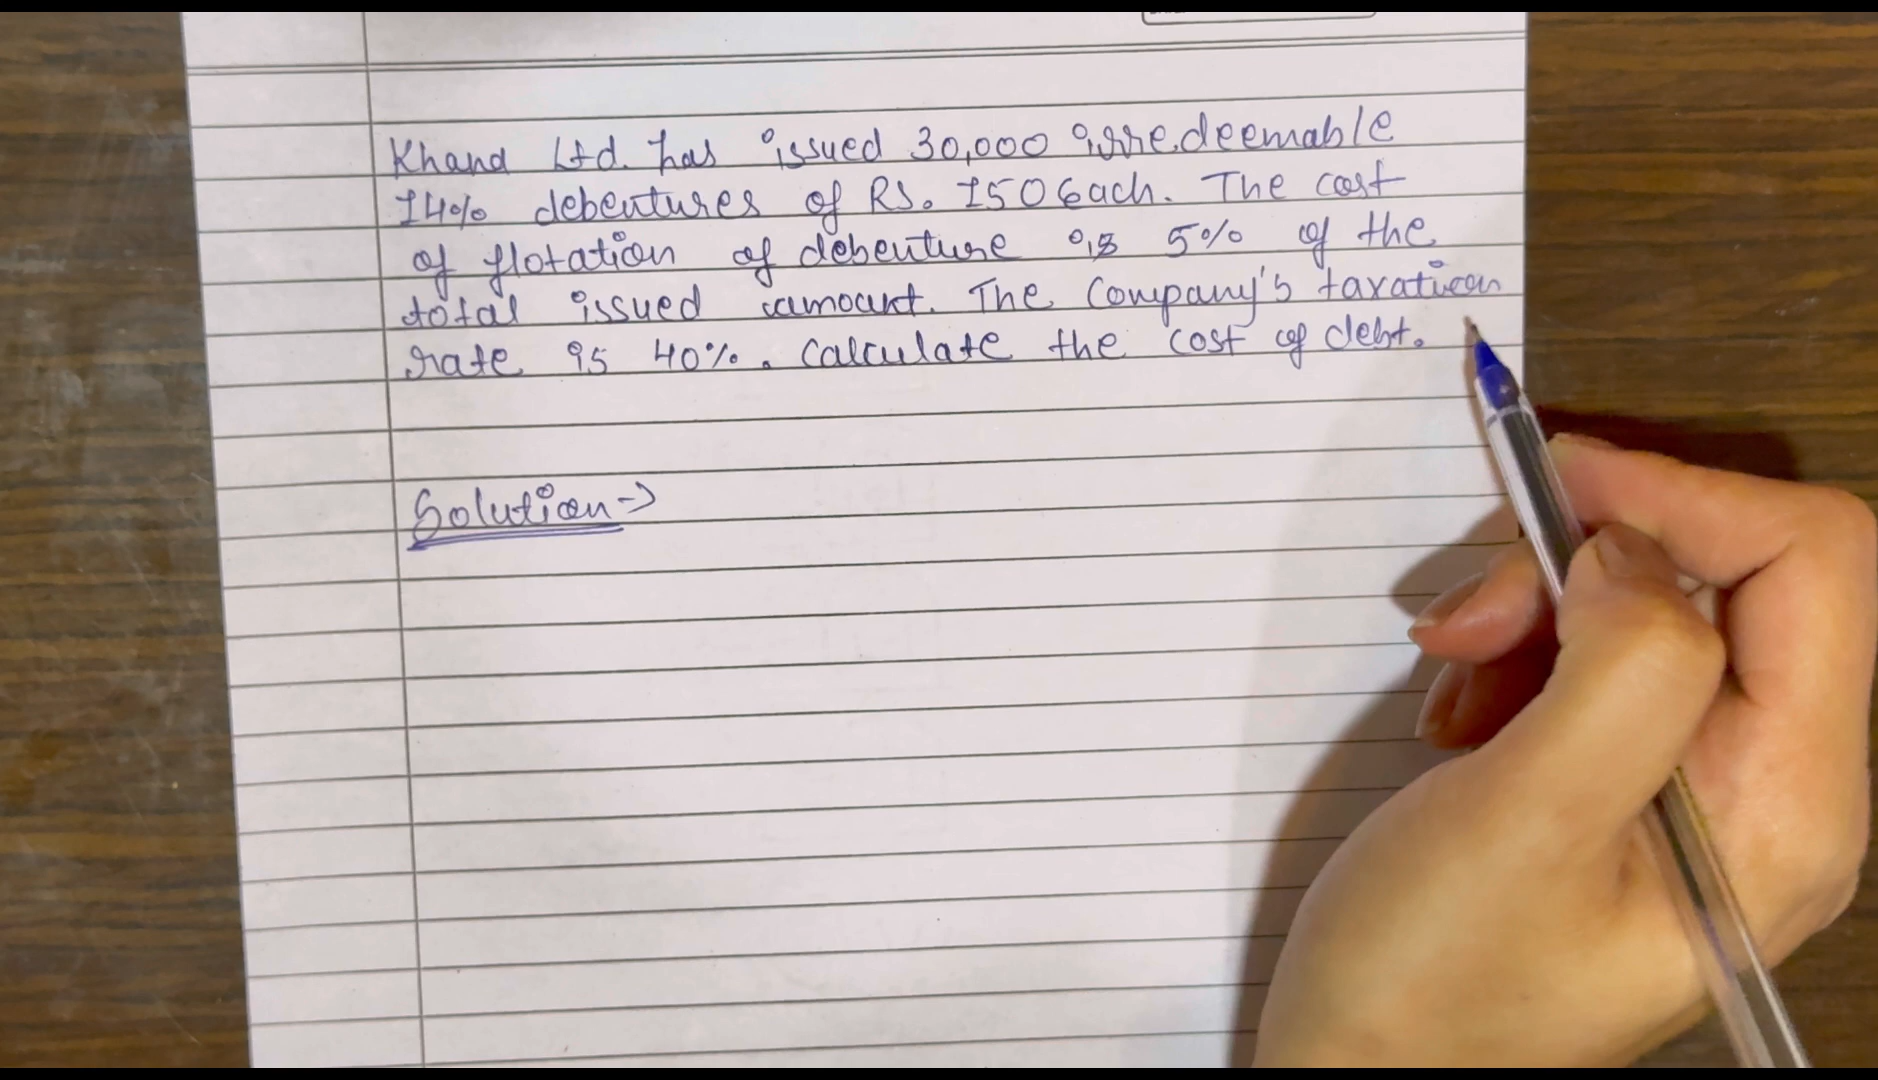 Khand Ltd. has issued 30,000 irredeemable
14% debentures of RS. 150 each. The cost
of flotation of debenture is 5% of the
total issued amount. The Company's taxation
rate is 40%. Calculate the cost of debt.
Solution->